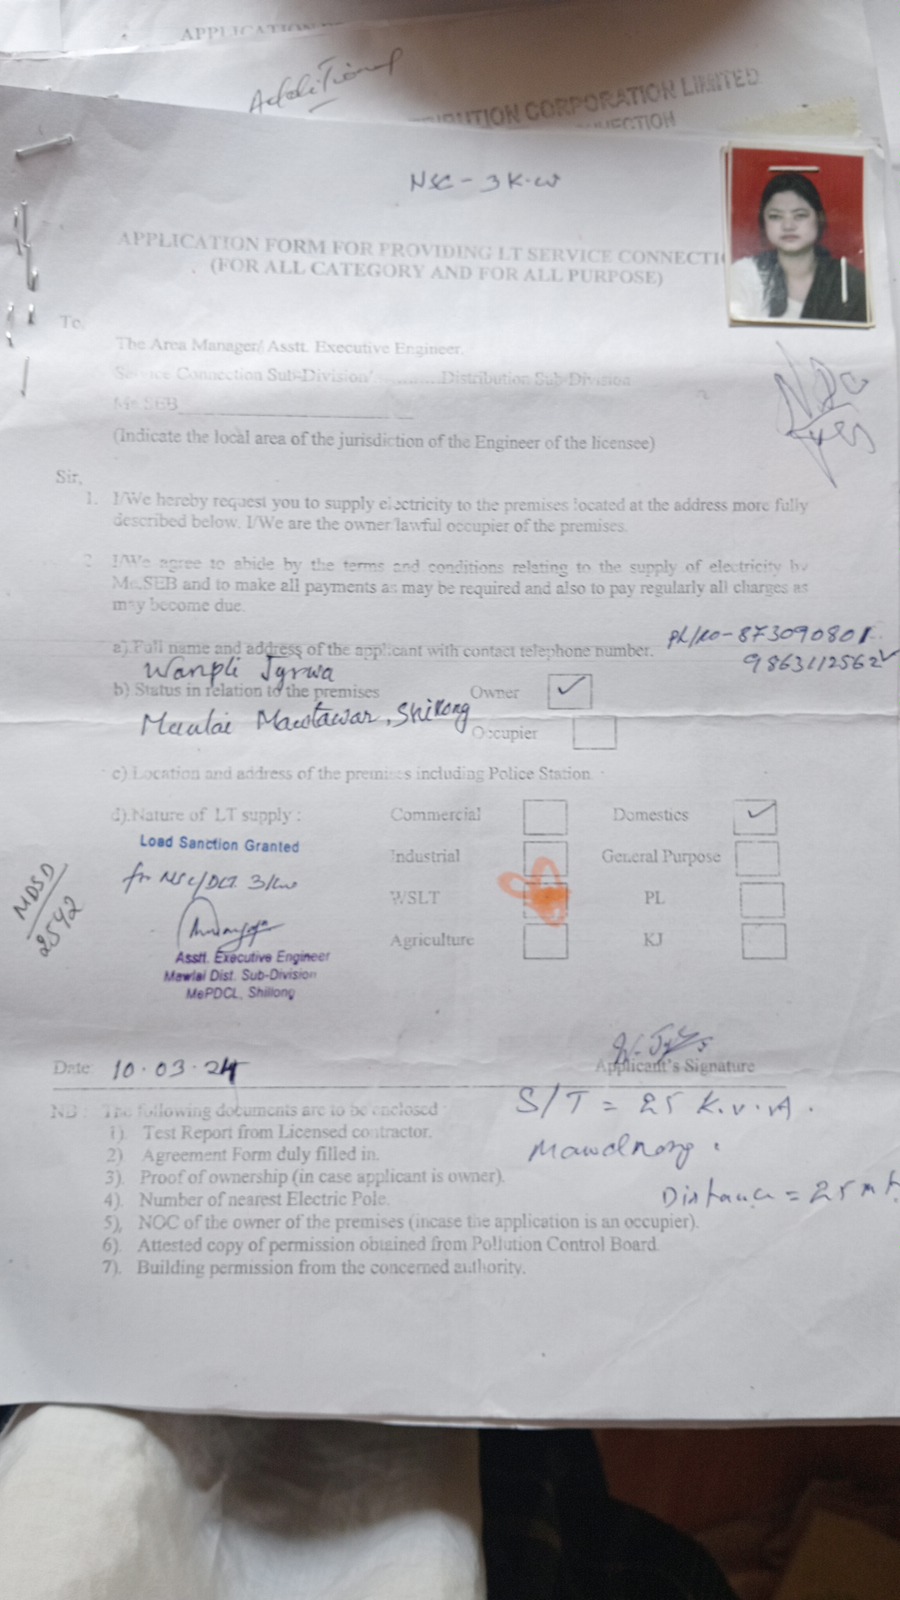 APPLICATION
Additional
BUTION CORPORATION LIMITED
NSC - 3 K.W
APPLICATION FORM FOR PROVIDING LT SERVICE CONNECTI
(FOR ALL CATEGORY AND FOR ALL PURPOSE)
To,
The Area Manager/ Asstt. Executive Engineer,
Service Connection Sub-Division/...........Distribution Sub-Division
MeSEB
(Indicate the local area of the jurisdiction of the Engineer of the licensee)
Sir,
1. I/We hereby request you to supply electricity to the premises located at the address more fully
described below. I/We are the owner lawful occupier of the premises.
2 I/We agree to abide by the terms and conditions relating to the supply of electricity by
MeSEB and to make all payments as may be required and also to pay regularly all charges as
may become due.
a).Full name and address of the applicant with contact telephone number. Ph/no-873090801
9863112562
Wanpli
b) Status in relation to the premises Owner ✓
Mawlai Shillong
Occupier
c) Location and address of the premises including Police Station
d).Nature of LT supply : Commercial Domestics ✓
Load Sanction Granted
Industrial General Purpose
for NSC/DCT 3/Kw
WSLT PL
MDSD
2542
Agriculture KJ
Asstt. Executive Engineer
Mawlai Dist. Sub-Division
MePDCL, Shillong
Date: 10.03.24 Applicant's Signature
NB : The following documents are to be enclosed
S/T = 25 K.V.A.
1) Test Report from Licensed contractor.
2) Agreement Form duly filled in.
3). Proof of ownership (in case applicant is owner).
4). Number of nearest Electric Pole.
Distance = 25 mt
5), NOC of the owner of the premises (incase the application is an occupier).
6). Attested copy of permission obtained from Pollution Control Board
7). Building permission from the concerned authority.